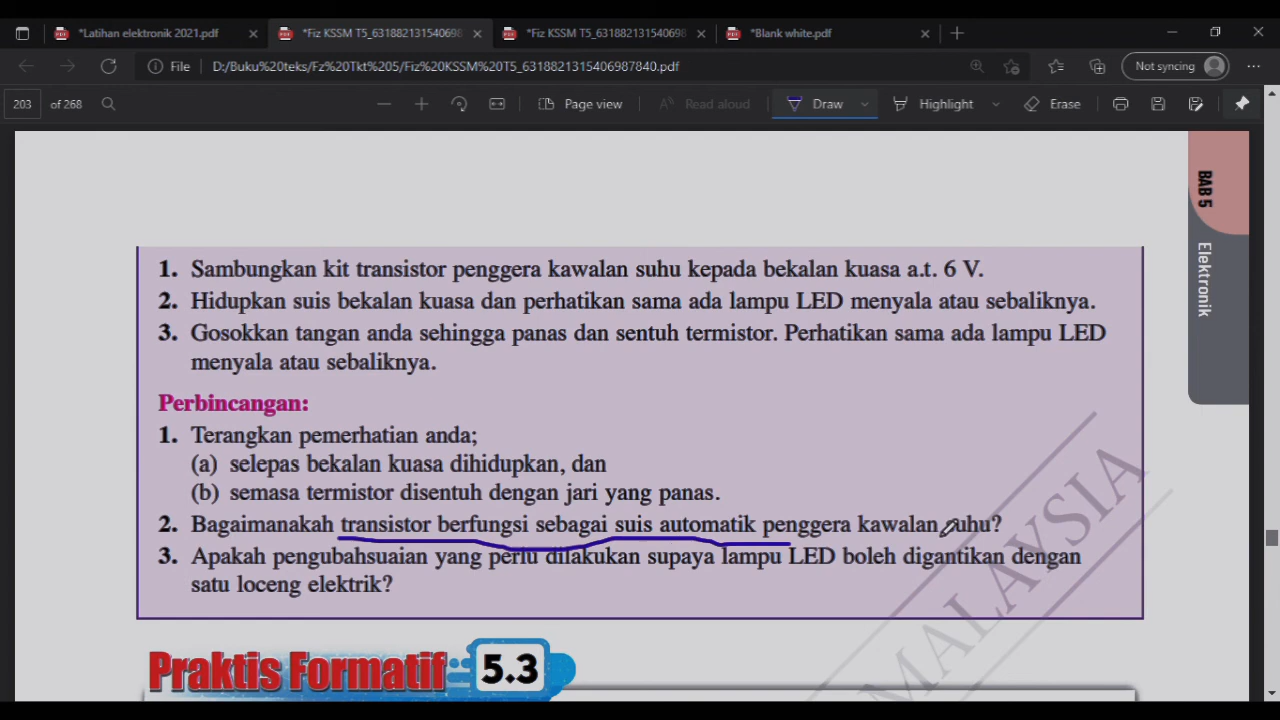 *Latihan elektronik 2021.pdf
*Fiz KSSM T5_631882131540698
*Fiz KSSM T5_631882131540698
*Blank white.pdf
File
D:/Buku%20teks/Fz%20Tkt%205/Fiz%20KSSM%20T5_6318821315406987840.pdf
Not syncing
203 of 268
Page view
Read aloud
Draw
Highlight
Erase
BAB 5
Elektronik
1. Sambungkan kit transistor penggera kawalan suhu kepada bekalan kuasa a.t. 6 V.
2. Hidupkan suis bekalan kuasa dan perhatikan sama ada lampu LED menyala atau sebaliknya.
3. Gosokkan tangan anda sehingga panas dan sentuh termistor. Perhatikan sama ada lampu LED
menyala atau sebaliknya.
Perbincangan:
1. Terangkan pemerhatian anda;
(a) selepas bekalan kuasa dihidupkan, dan
(b) semasa termistor disentuh dengan jari yang panas.
2. Bagaimanakah transistor berfungsi sebagai suis automatik penggera kawalan suhu?
3. Apakah pengubahsuaian yang perlu dilakukan supaya lampu LED boleh digantikan dengan
satu loceng elektrik?
MALAYSIA
Praktis Formatif 5.3